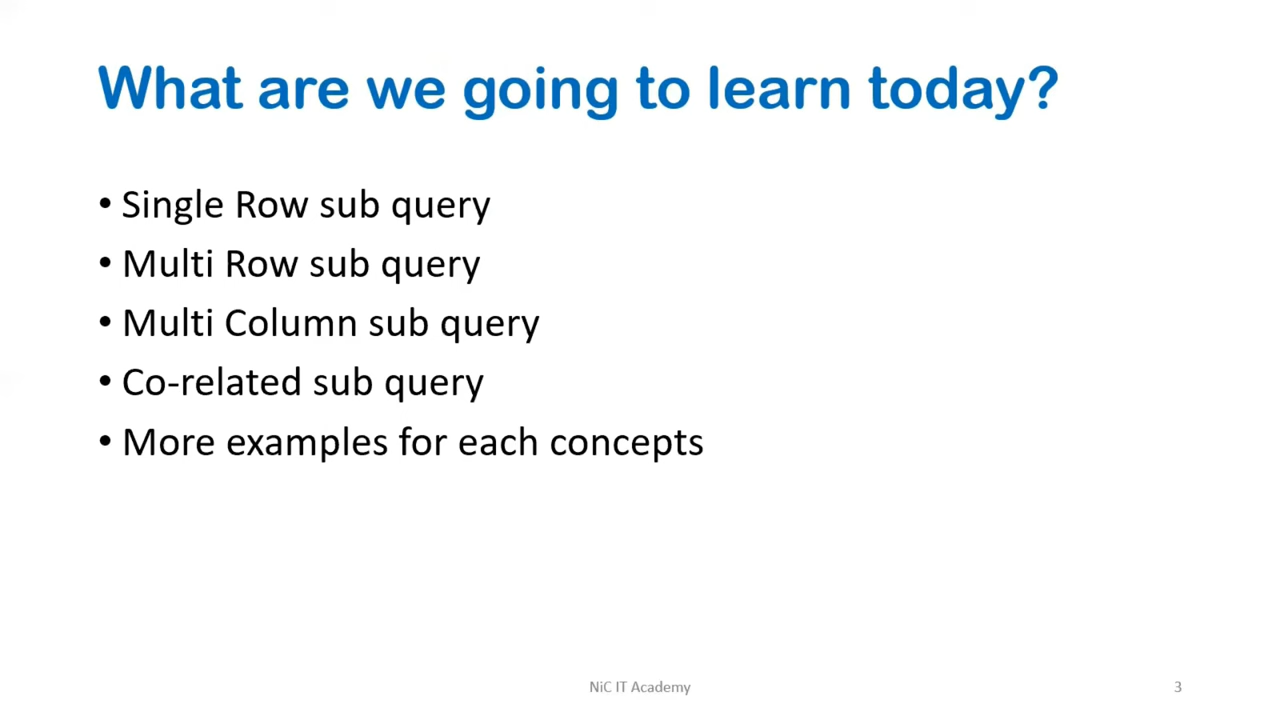 What are we going to learn today?
• Single Row sub query
• Multi Row sub query
• Multi Column sub query
• Co-related sub query
• More examples for each concepts
NiC IT Academy
3